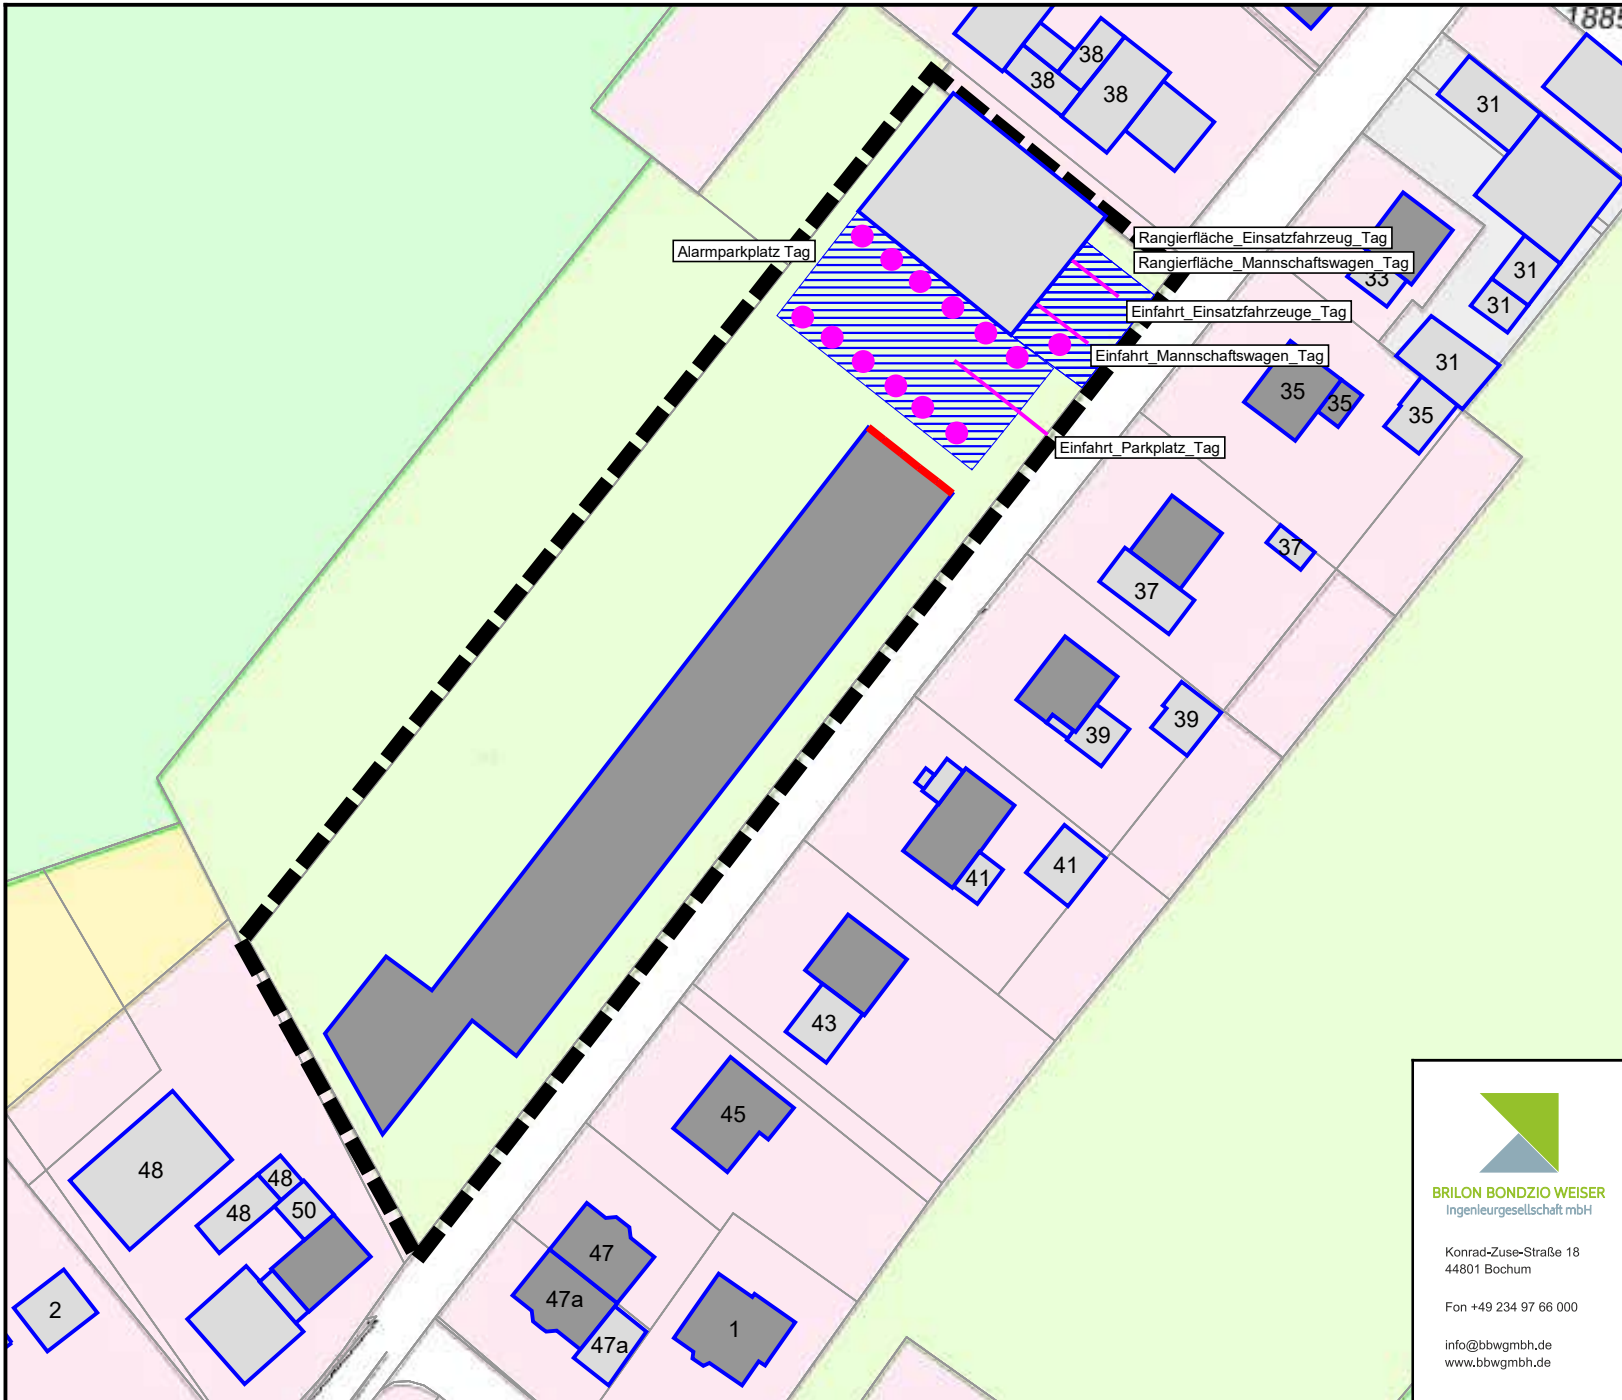 1885
38
38
38
31
Alarmparkplatz Tag
Rangierfläche_Einsatzfahrzeug_Tag
Rangierfläche_Mannschaftswagen_Tag
33
31
31
Einfahrt_Einsatzfahrzeuge_Tag
Einfahrt_Mannschaftswagen_Tag
31
35
35
35
Einfahrt_Parkplatz_Tag
37
37
39
39
41
41
43
45
48
48
48
50
47
47a
47a
1
2
BRILON BONDZIO WEISER
Ingenieurgesellschaft mbH
Konrad-Zuse-Straße 18
44801 Bochum
Fon +49 234 97 66 000
info@bbwgmbh.de
www.bbwgmbh.de